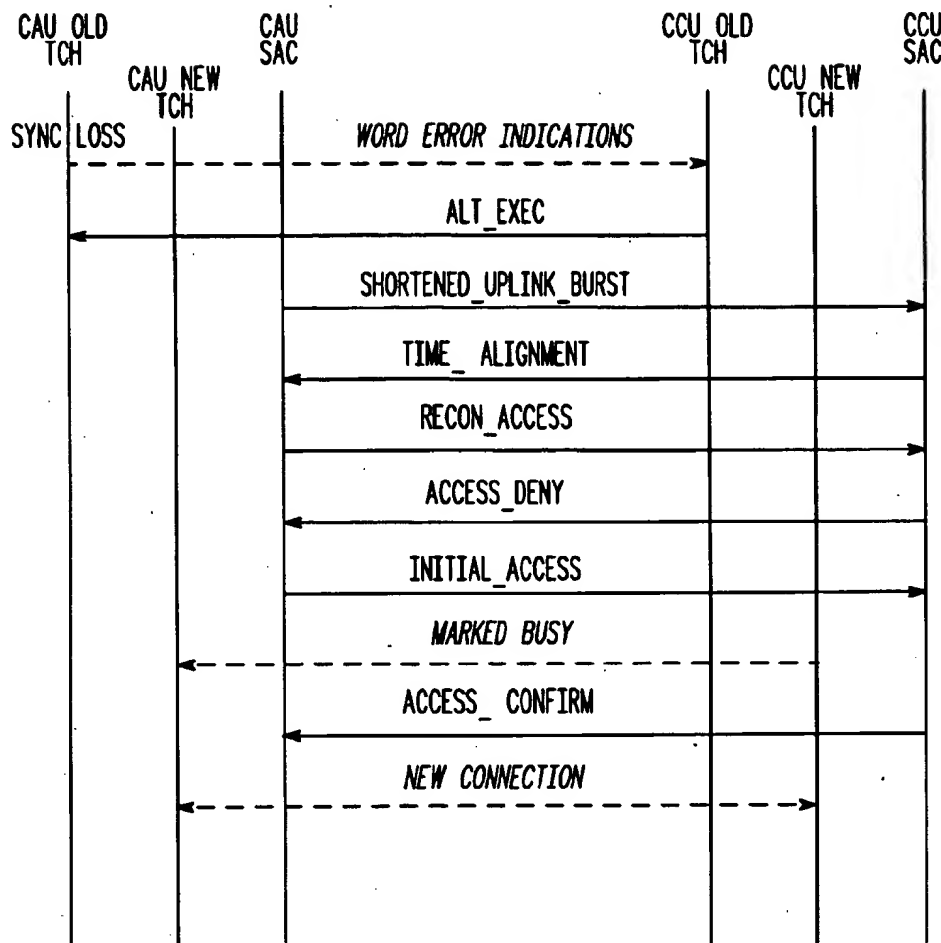 CAU OLD
TCH
CAU NEW
TCH
CAU
SAC
CCU OLD
TCH
CCU NEW
TCH
CCU
SAC
SYNC LOSS
WORD ERROR INDICATIONS
ALT_EXEC
SHORTENED_UPLINK_BURST
TIME_ ALIGNMENT
RECON_ACCESS
ACCESS_DENY
INITIAL_ACCESS
MARKED BUSY
ACCESS_ CONFIRM
NEW CONNECTION